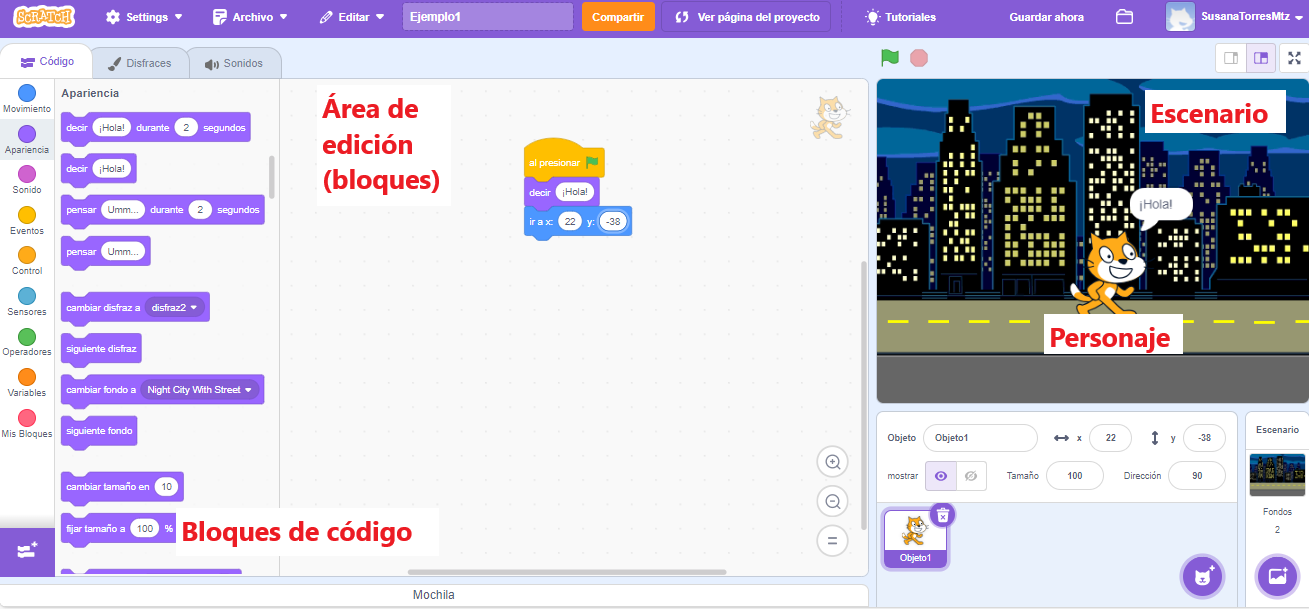 SCRATCH Settings Archivo Editar Ejemplo1 Compartir Ver página del proyecto Tutoriales Guardar ahora SusanaTorresMtz
Código Disfraces Sonidos
Movimiento
Apariencia
Sonido
Eventos
Control
Sensores
Operadores
Variables
Mis Bloques
Apariencia
decir ¡Hola! durante 2 segundos
decir ¡Hola!
pensar Umm... durante 2 segundos
pensar Umm...
cambiar disfraz a disfraz2
siguiente disfraz
cambiar fondo a Night City With Street
siguiente fondo
cambiar tamaño en 10
fijar tamaño a 100 %
Bloques de código
Área de
edición
(bloques)
al presionar
decir ¡Hola!
ir a x: 22 y: -38
Mochila
Escenario
¡Hola!
Personaje
Objeto Objeto1 x 22 y -38
mostrar Tamaño 100 Dirección 90
Objeto1
Escenario
Fondos
2